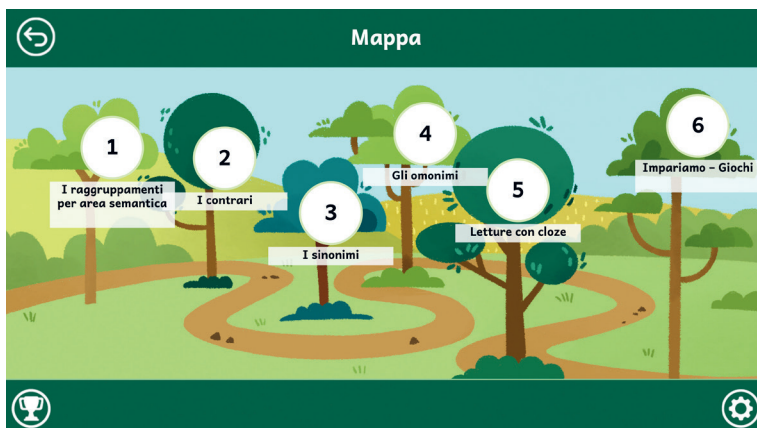 Mappa
1
I raggruppamenti
per area semantica
2
I contrari
3
I sinonimi
4
Gli omonimi
5
Letture con cloze
6
Impariamo – Giochi